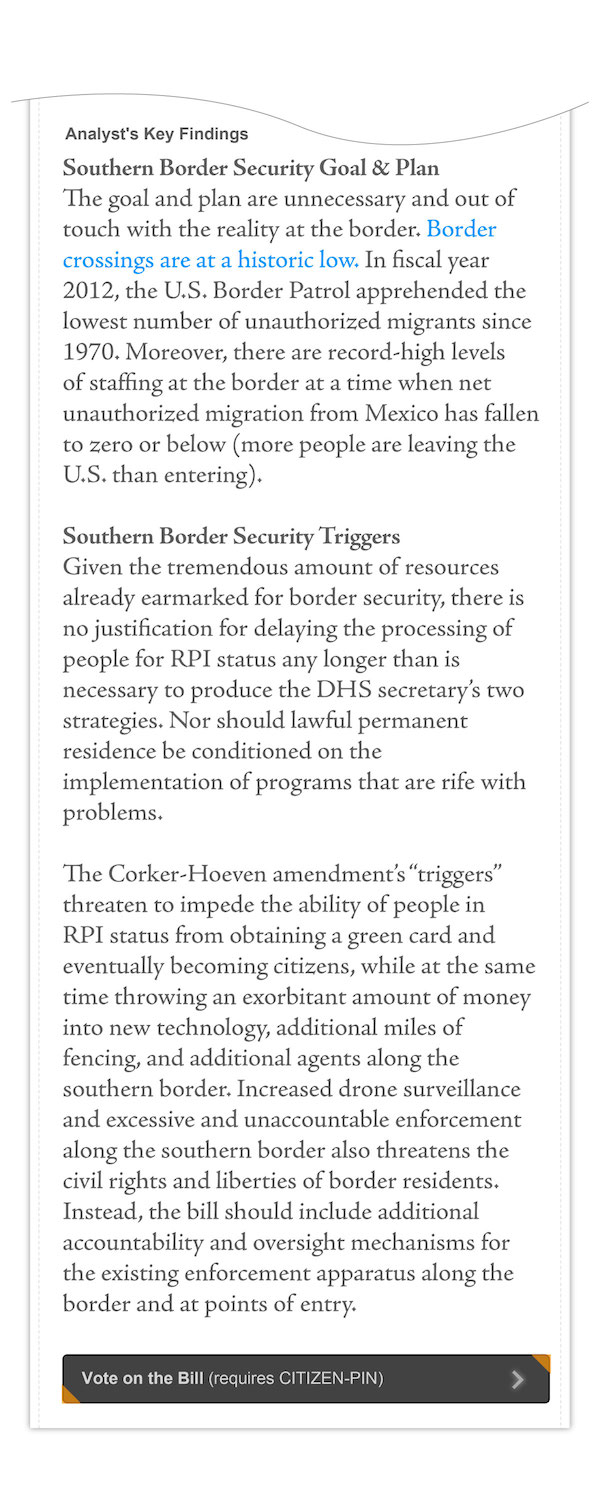 Analyst's Key Findings
Southern Border Security Goal & Plan
The goal and plan are unnecessary and out of
touch with the reality at the border. Border
crossings are at a historic low. In fiscal year
2012, the U.S. Border Patrol apprehended the
lowest number of unauthorized migrants since
1970. Moreover, there are record-high levels
of staffing at the border at a time when net
unauthorized migration from Mexico has fallen
to zero or below (more people are leaving the
U.S. than entering).
Southern Border Security Triggers
Given the tremendous amount of resources
already earmarked for border security, there is
no justification for delaying the processing of
people for RPI status any longer than is
necessary to produce the DHS secretary’s two
strategies. Nor should lawful permanent
residence be conditioned on the
implementation of programs that are rife with
problems.
The Corker-Hoeven amendment’s “triggers”
threaten to impede the ability of people in
RPI status from obtaining a green card and
eventually becoming citizens, while at the same
time throwing an exorbitant amount of money
into new technology, additional miles of
fencing, and additional agents along the
southern border. Increased drone surveillance
and excessive and unaccountable enforcement
along the southern border also threatens the
civil rights and liberties of border residents.
Instead, the bill should include additional
accountability and oversight mechanisms for
the existing enforcement apparatus along the
border and at points of entry.
Vote on the Bill (requires CITIZEN-PIN)